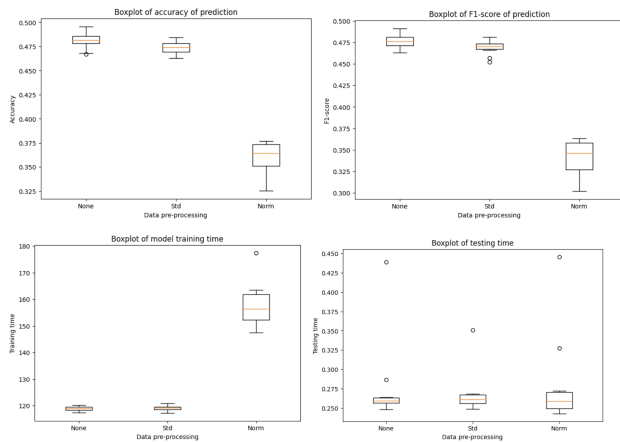 Boxplot of accuracy of prediction
0.500
0.475
0.450
0.425
0.400
0.375
0.350
0.325
Accuracy
None Std Norm
Data pre-processing
Boxplot of F1-score of prediction
0.500
0.475
0.450
0.425
0.400
0.375
0.350
0.325
0.300
F1-score
None Std Norm
Data pre-processing
Boxplot of model training time
180
170
160
150
140
130
120
Training time
None Std Norm
Data pre-processing
Boxplot of testing time
0.450
0.425
0.400
0.375
0.350
0.325
0.300
0.275
0.250
Testing time
None Std Norm
Data pre-processing